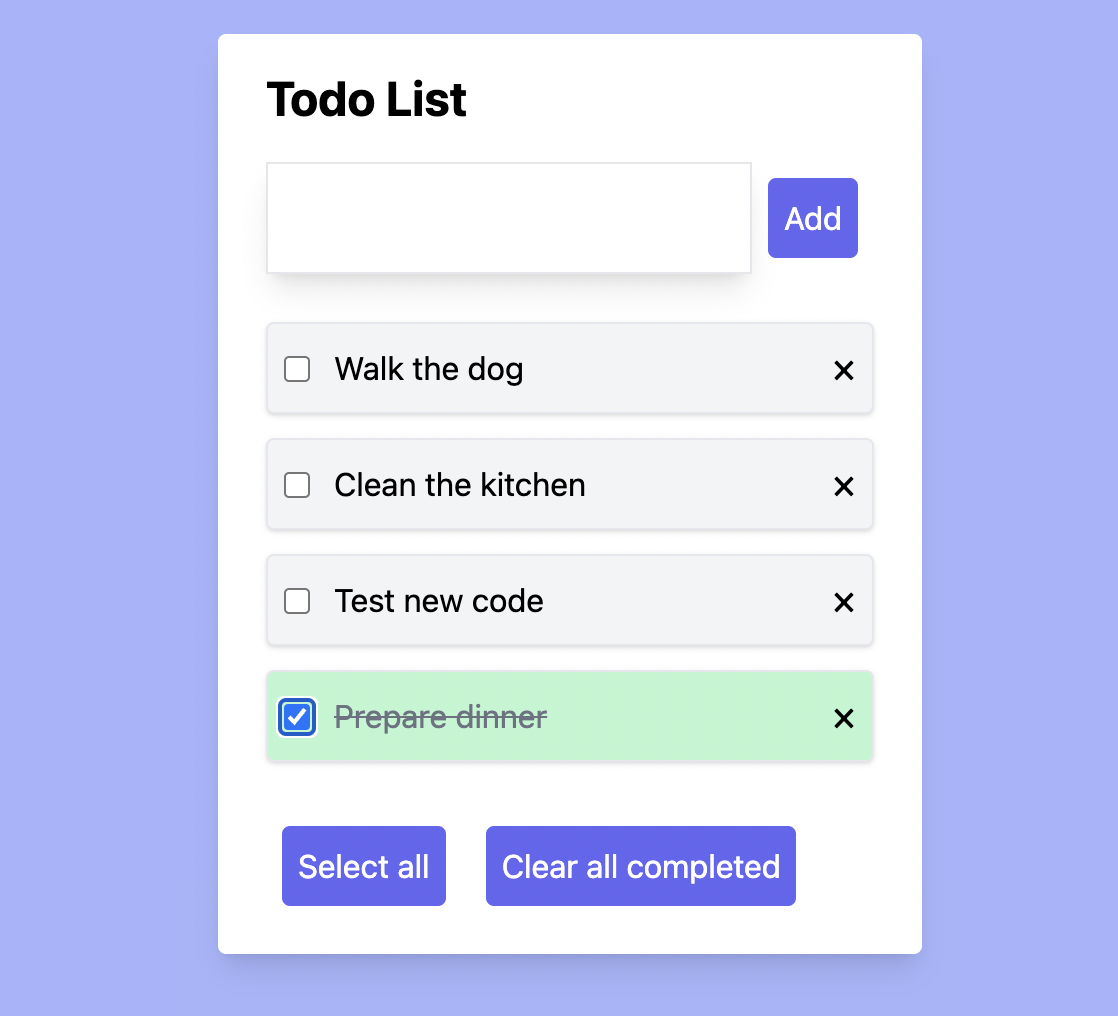 Todo List
Add
Walk the dog
Clean the kitchen
Test new code
Prepare dinner
Select all
Clear all completed